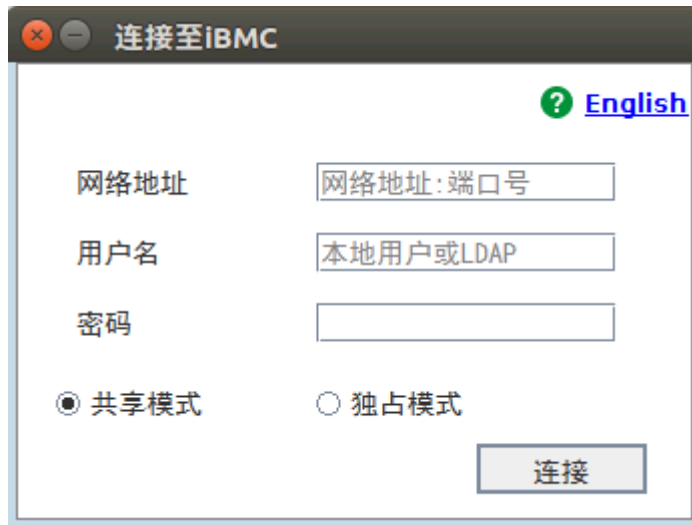 连接至iBMC
? English
网络地址 网络地址:端口号
用户名 本地用户或LDAP
密码
共享模式 独占模式
连接